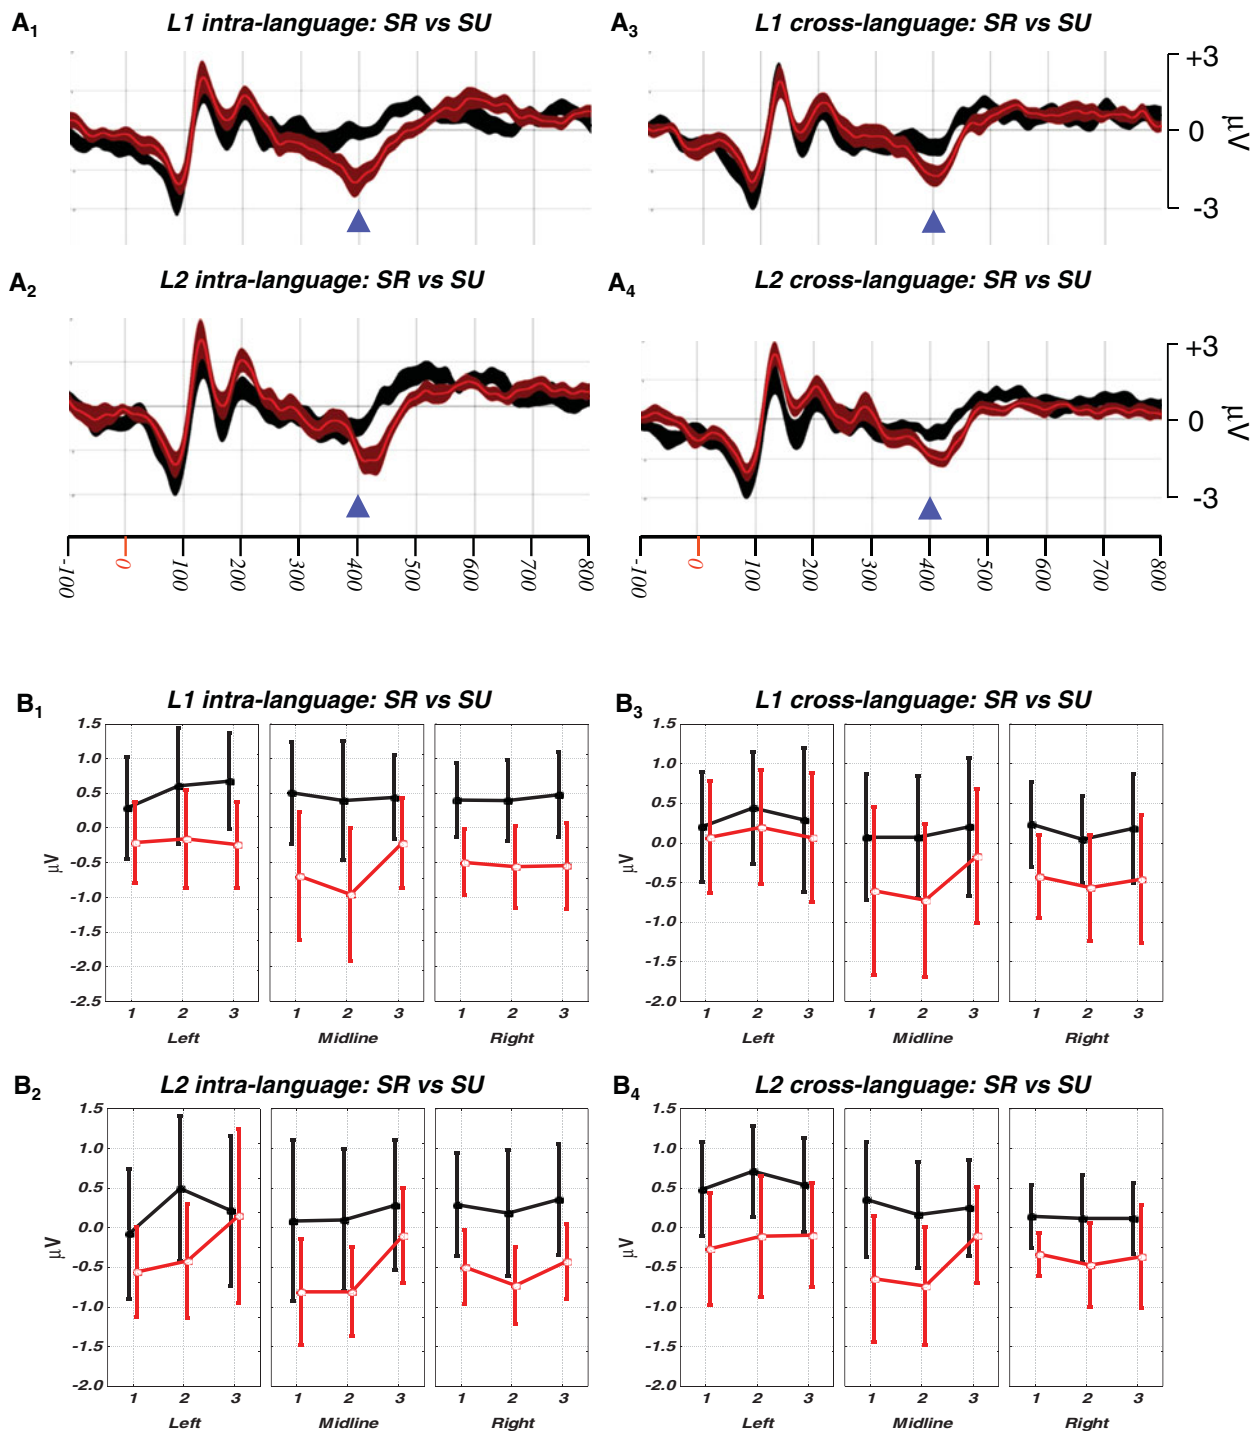 A1 L1 intra-language: SR vs SU
A3 L1 cross-language: SR vs SU
+3
0
-3
µV
A2 L2 intra-language: SR vs SU
A4 L2 cross-language: SR vs SU
+3
0
-3
µV
-100 0 100 200 300 400 500 600 700 800
-100 0 100 200 300 400 500 600 700 800
B1 L1 intra-language: SR vs SU
1.5
1.0
0.5
0.0
-0.5
-1.0
-1.5
-2.0
-2.5
µV
1 2 3 1 2 3 1 2 3
Left Midline Right
B3 L1 cross-language: SR vs SU
1.5
1.0
0.5
0.0
-0.5
-1.0
-1.5
-2.0
µV
1 2 3 1 2 3 1 2 3
Left Midline Right
B2 L2 intra-language: SR vs SU
1.5
1.0
0.5
0.0
-0.5
-1.0
-1.5
-2.0
µV
1 2 3 1 2 3 1 2 3
Left Midline Right
B4 L2 cross-language: SR vs SU
1.5
1.0
0.5
0.0
-0.5
-1.0
-1.5
-2.0
µV
1 2 3 1 2 3 1 2 3
Left Midline Right